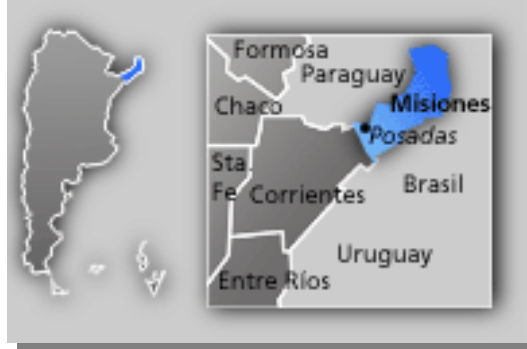 Formosa
Paraguay
Chaco
Misiones
Posadas
Sta.
Fe
Corrientes
Brasil
Uruguay
Entre Ríos